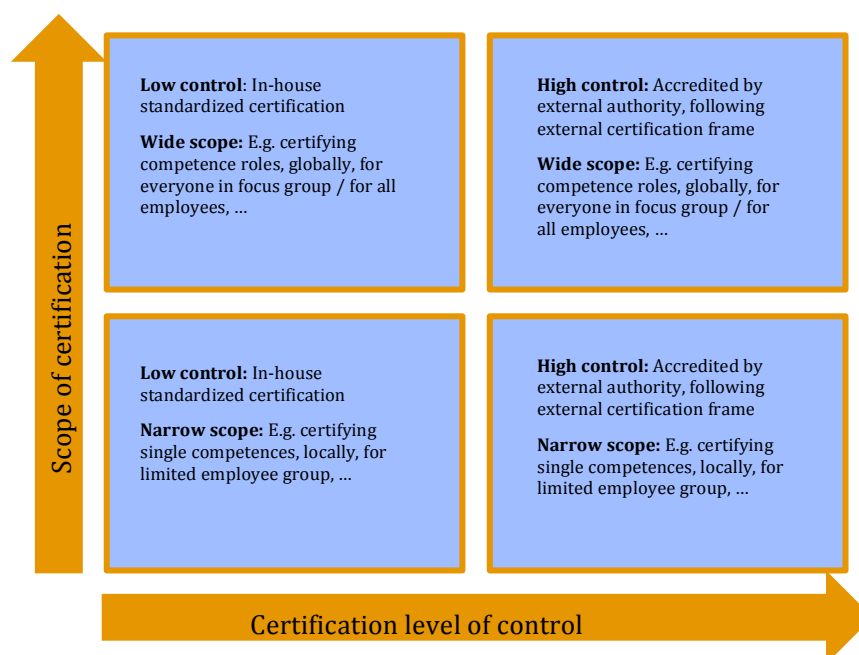 Low control: In-house
standardized certification
Wide scope: E.g. certifying
competence roles, globally, for
everyone in focus group / for all
employees, …
High control: Accredited by
external authority, following
external certification frame
Wide scope: E.g. certifying
competence roles, globally, for
everyone in focus group / for
all employees, …
Scope of certification
Low control: In-house
standardized certification
Narrow scope: E.g. certifying
single competences, locally, for
limited employee group, …
High control: Accredited by
external authority, following
external certification frame
Narrow scope: E.g. certifying
single competences, locally, for
limited employee group, …
Certification level of control